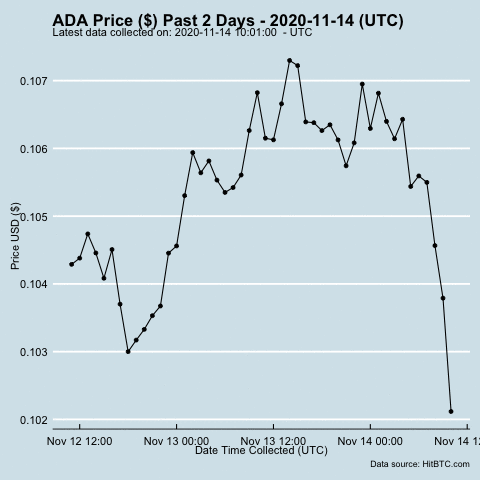 ADA Price ($) Past 2 Days - 2020-11-14 (UTC)
Latest data collected on: 2020-11-14 10:01:00 - UTC
Price USD ($)
0.107
0.106
0.105
0.104
0.103
0.102
Nov 12 12:00 Nov 13 00:00 Nov 13 12:00 Nov 14 00:00 Nov 14 12
Date Time Collected (UTC)
Data source: HitBTC.com